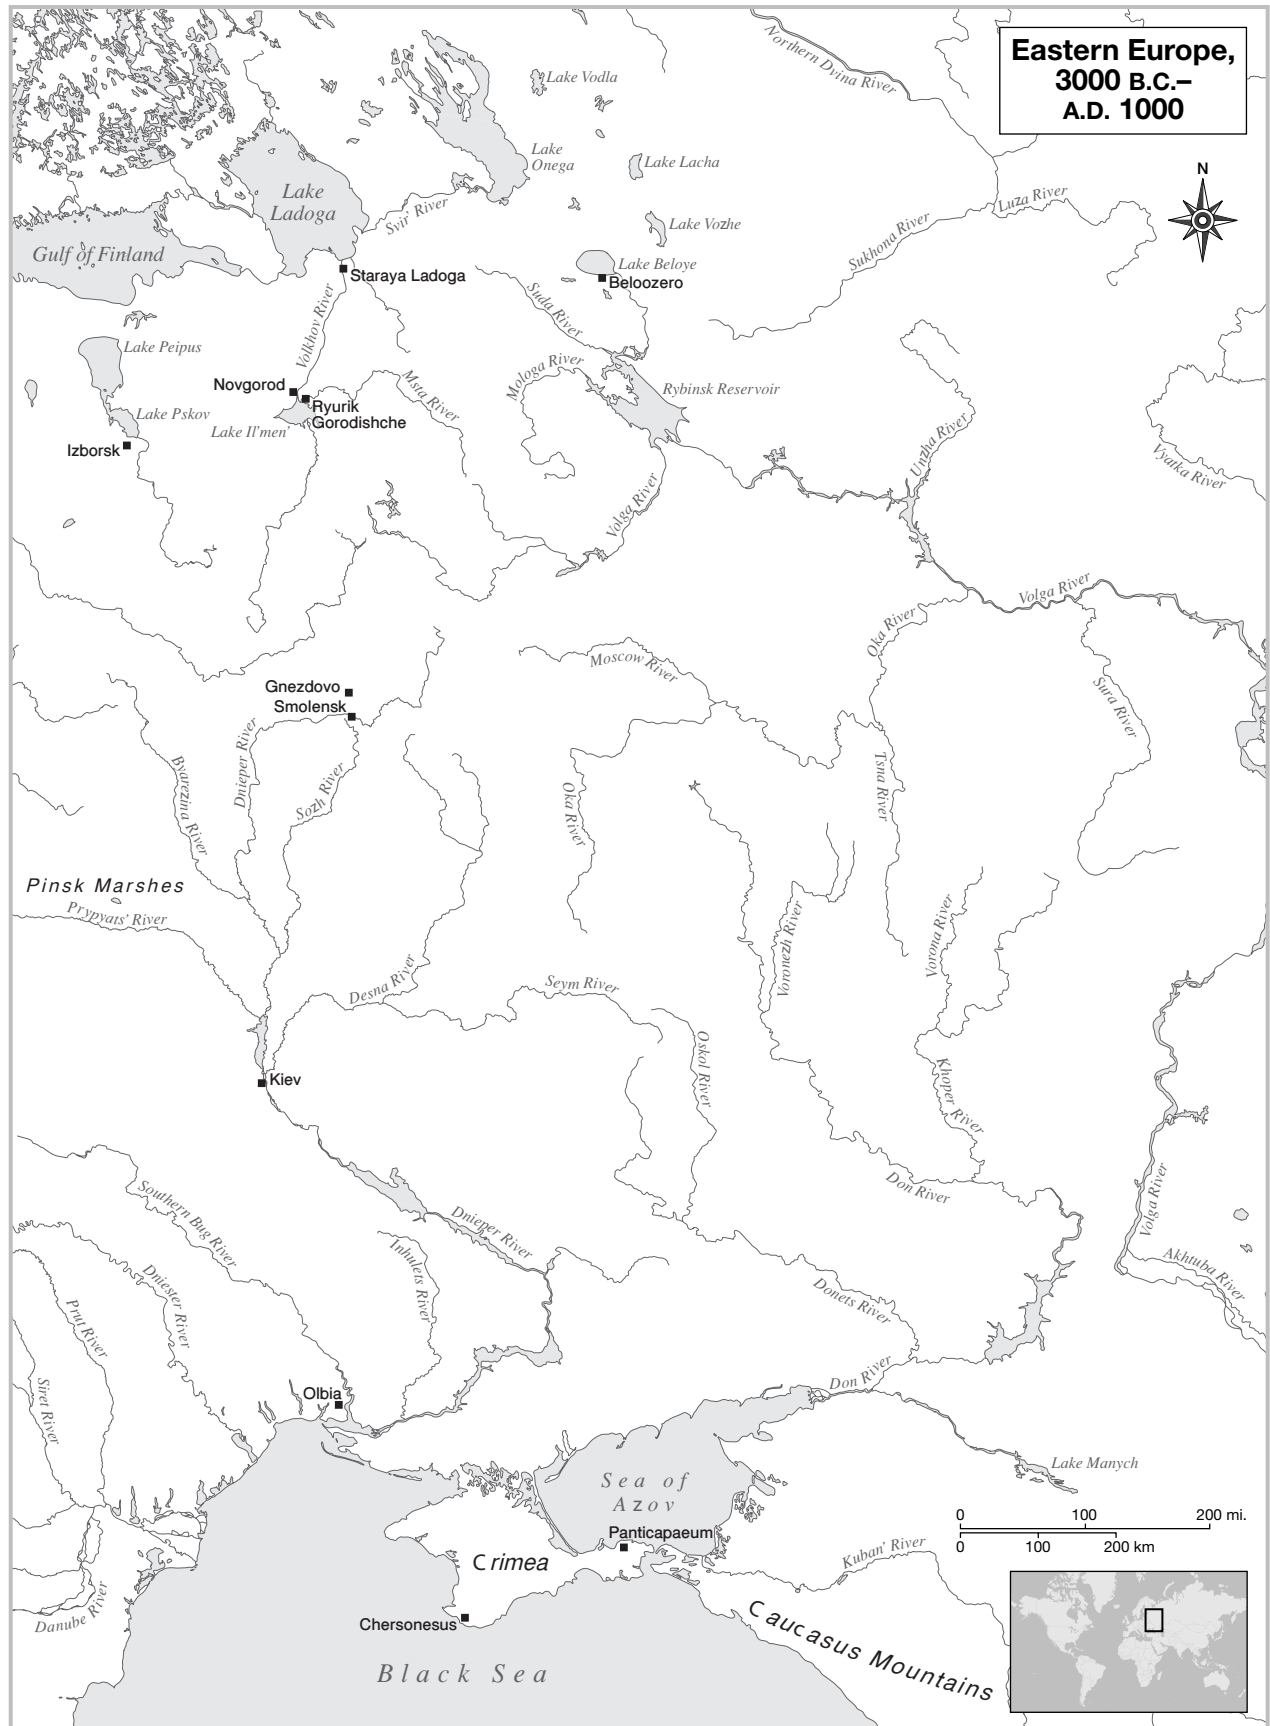 Eastern Europe,
3000 B.C.–
A.D. 1000
Northern Dvina River
Lake Vodla
Lake
Onega
Lake Lacha
N
Lake
Ladoga
Svir' River
Luza River
Lake Vozhe
Sukhona River
Gulf of Finland
Lake Beloye
Staraya Ladoga
Beloozero
Suda River
Volkhov River
Lake Peipus
Mologa River
Novgorod
Msta River
Rybinsk Reservoir
Ryurik
Gorodishche
Lake Pskov
Lake Il'men'
Izborsk
Unzha River
Vyatka River
Volga River
Volga River
Oka River
Moscow River
Gnezdovo
Smolensk
Sura River
Byarezina River
Dnieper River
Sozh River
Oka River
Tsna River
Pinsk Marshes
Prypyats' River
Voronezh River
Vorona River
Desna River
Seym River
Oskol River
Kiev
Khoper River
Don River
Southern Bug River
Dnieper River
Volga River
Inhulets River
Akhtuba River
Dniester River
Prut River
Donets River
Siret River
Olbia
Don River
Lake Manych
Sea of
Azov
0 100 200 mi.
0 100 200 km
Panticapaeum
Crimea
Kuban' River
Danube River
Chersonesus
Caucasus Mountains
Black Sea